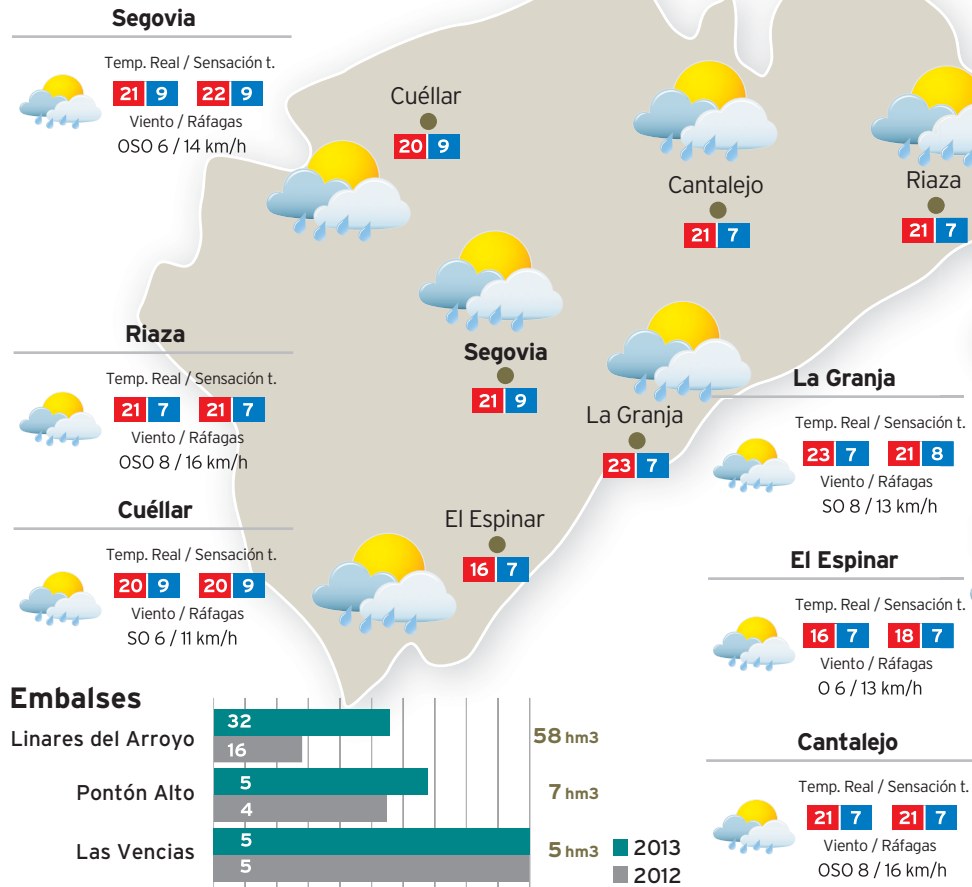 Segovia
Temp. Real / Sensación t.
21 9 22 9
Viento / Ráfagas
OSO 6 / 14 km/h
Riaza
Temp. Real / Sensación t.
21 7 21 7
Viento / Ráfagas
OSO 8 / 16 km/h
Cuéllar
Temp. Real / Sensación t.
20 9 20 9
Viento / Ráfagas
SO 6 / 11 km/h
Cuéllar
20 9
Cantalejo
21 7
Riaza
21 7
Segovia
21 9
La Granja
23 7
El Espinar
16 7
La Granja
Temp. Real / Sensación t.
23 7 21 8
Viento / Ráfagas
SO 8 / 13 km/h
El Espinar
Temp. Real / Sensación t.
16 7 18 7
Viento / Ráfagas
O 6 / 13 km/h
Cantalejo
Temp. Real / Sensación t.
21 7 21 7
Viento / Ráfagas
OSO 8 / 16 km/h
Embalses
Linares del Arroyo
32
16
58 hm3
Pontón Alto
5
4
7 hm3
Las Vencias
5
5
5 hm3
2013
2012